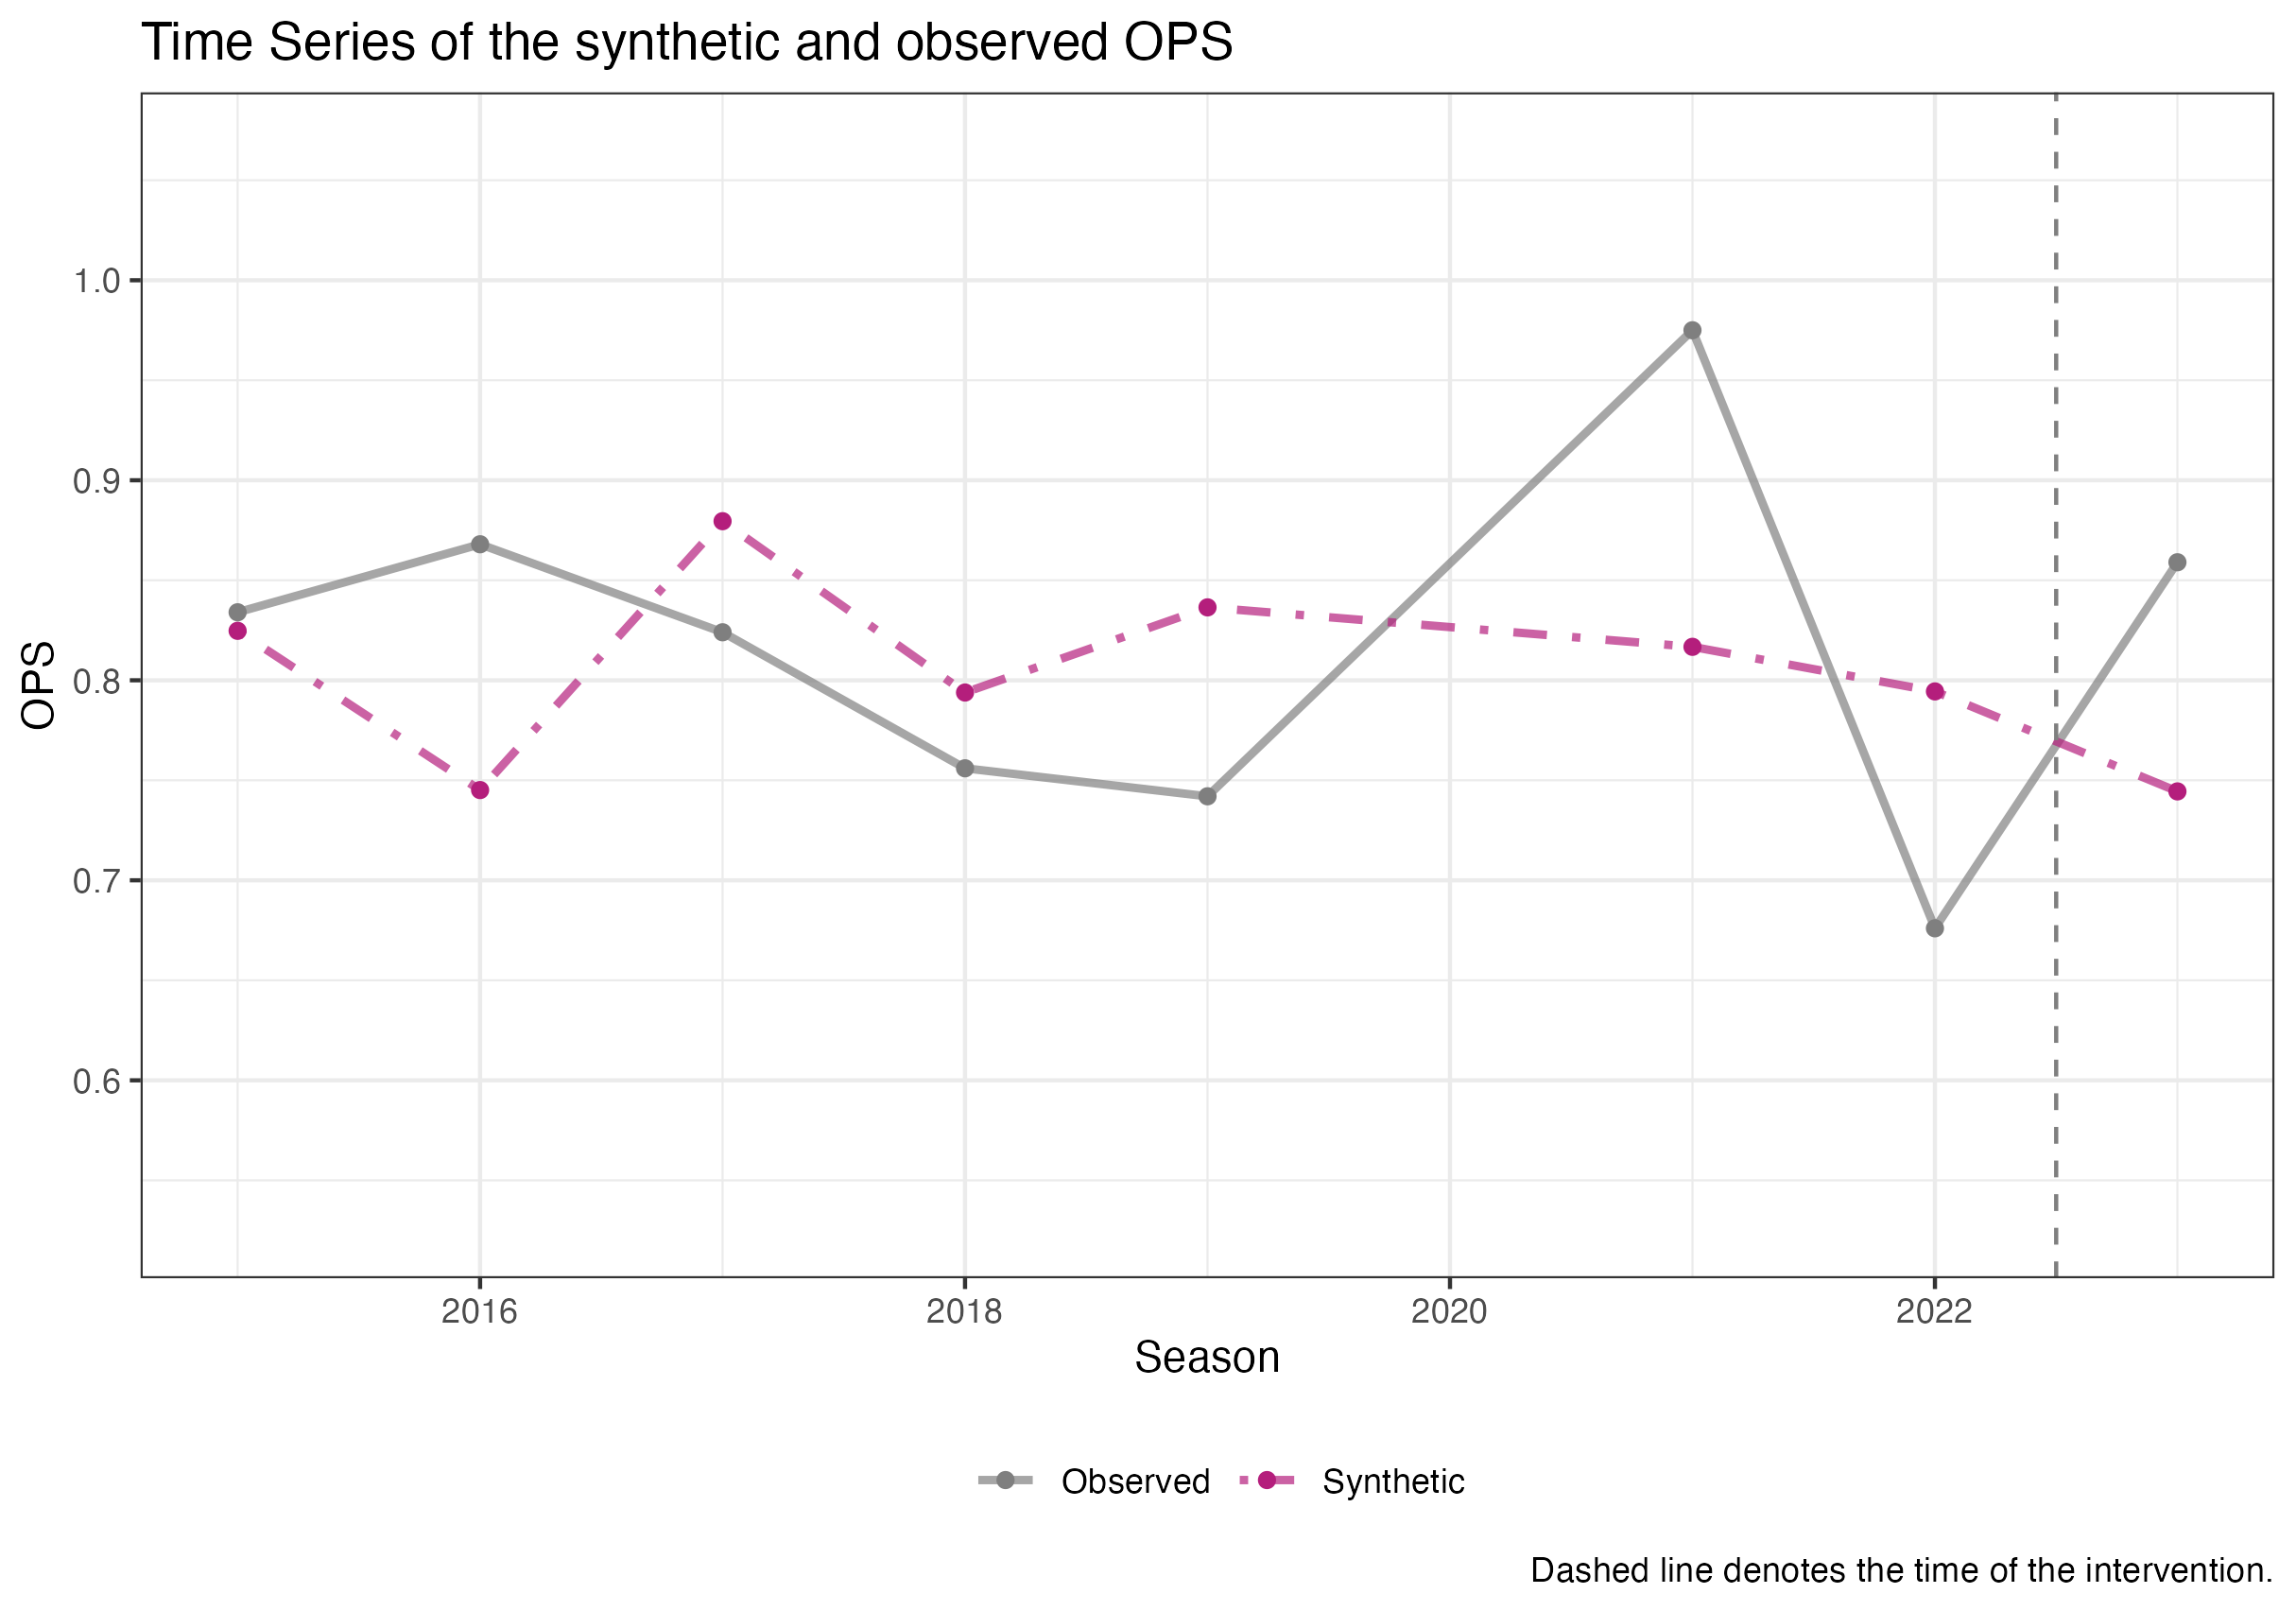 Time Series of the synthetic and observed OPS
OPS
1.0
0.9
0.8
0.7
0.6
2016 2018 2020 2022
Season
Observed Synthetic
Dashed line denotes the time of the intervention.